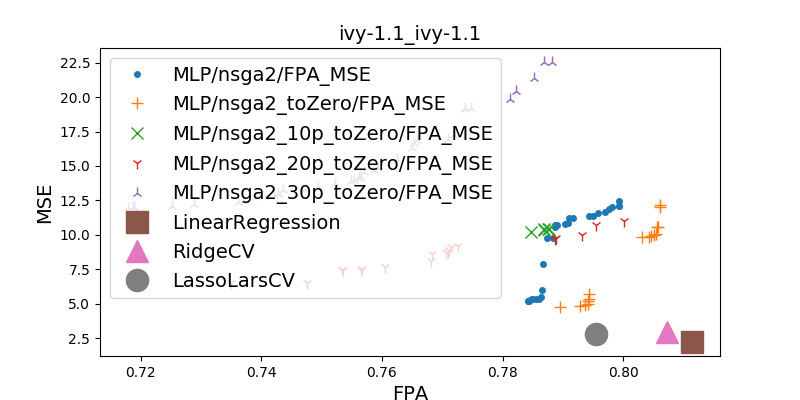 ivy-1.1_ivy-1.1
MSE
22.5
20.0
17.5
15.0
12.5
10.0
7.5
5.0
2.5
MLP/nsga2/FPA_MSE
MLP/nsga2_toZero/FPA_MSE
MLP/nsga2_10p_toZero/FPA_MSE
MLP/nsga2_20p_toZero/FPA_MSE
MLP/nsga2_30p_toZero/FPA_MSE
LinearRegression
RidgeCV
LassoLarsCV
0.72 0.74 0.76 0.78 0.80
FPA